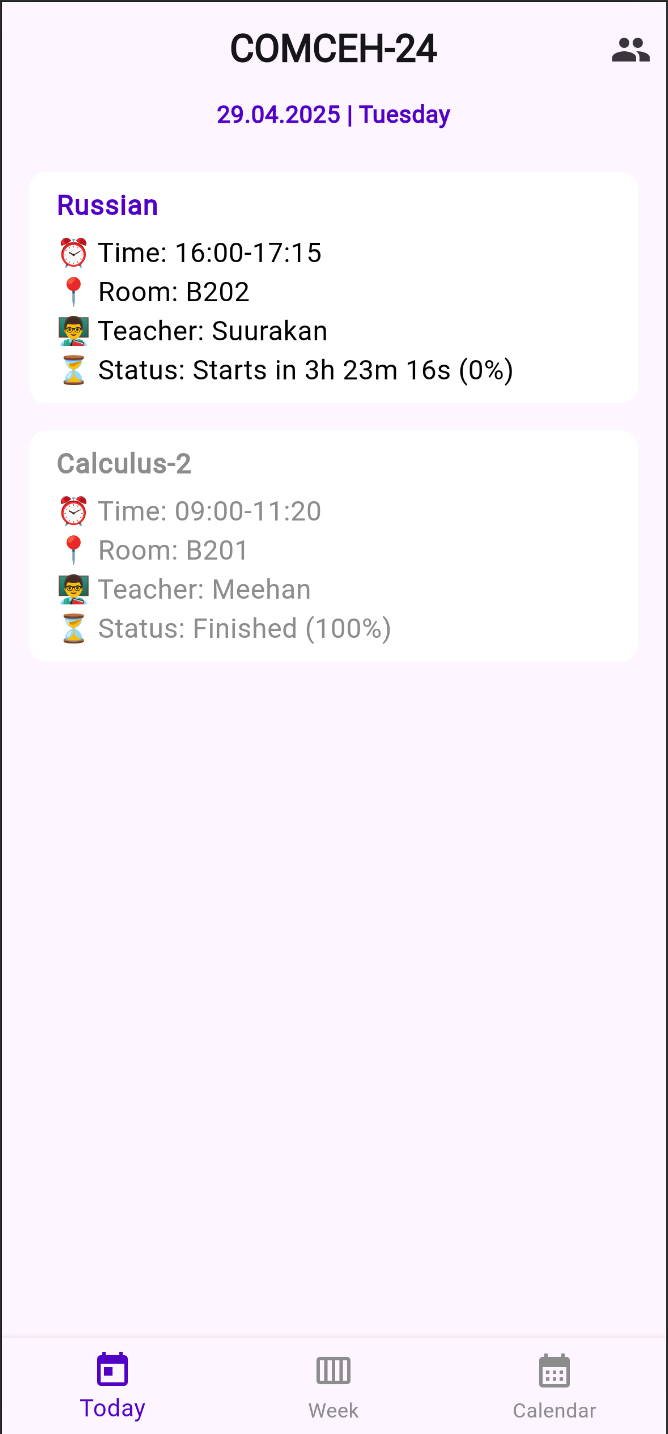 COMCEH-24
29.04.2025 | Tuesday
Russian
⏰ Time: 16:00-17:15
📍 Room: B202
👨‍🏫 Teacher: Suurakan
⏳ Status: Starts in 3h 23m 16s (0%)
Calculus-2
⏰ Time: 09:00-11:20
📍 Room: B201
👨‍🏫 Teacher: Meehan
⏳ Status: Finished (100%)
Today
Week
Calendar